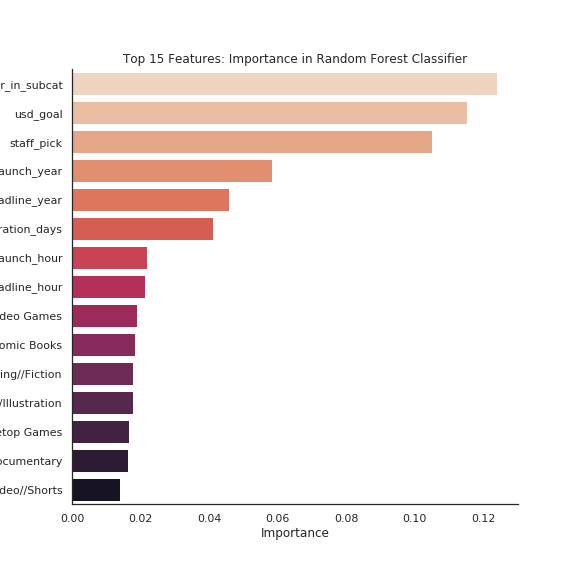 Top 15 Features: Importance in Random Forest Classifier
r_in_subcat
usd_goal
staff_pick
aunch_year
adline_year
ration_days
aunch_hour
adline_hour
deo Games
omic Books
ing//Fiction
/Illustration
etop Games
ocumentary
deo//Shorts
0.00 0.02 0.04 0.06 0.08 0.10 0.12
Importance